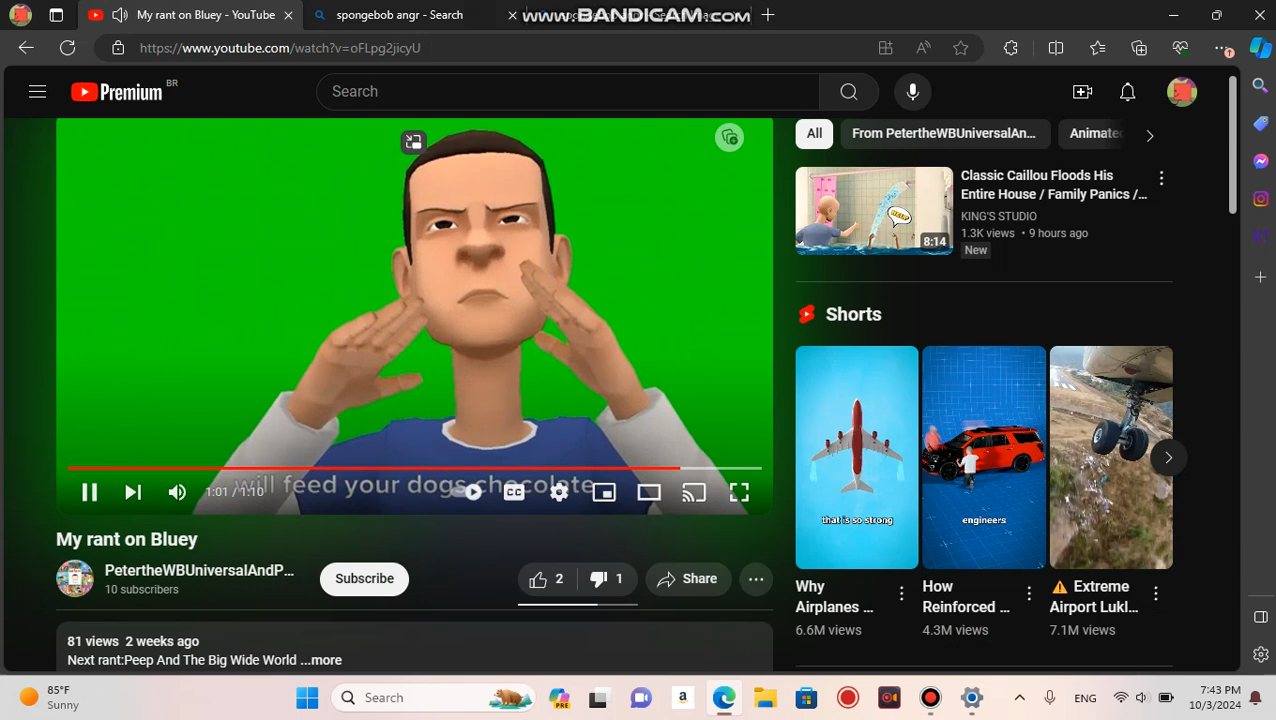 My rant on Bluey - YouTube
spongebob angr - Search
www.BANDICAM.com
https://www.youtube.com/watch?v=oFLpg2jicyU
Premium BR
Search
All
From PetertheWBUniversalAn...
Animate
Classic Caillou Floods His
Entire House / Family Panics /...
KING'S STUDIO
1.3K views • 9 hours ago
New
HELP
8:14
Shorts
that is so strong
engineers
Why
Airplanes ...
6.6M views
How
Reinforced ...
4.3M views
⚠️ Extreme
Airport Lukl...
7.1M views
will feed your dogs chocolate
1:01 / 1:10
CC
My rant on Bluey
PetertheWBUniversalAndP...
10 subscribers
Subscribe
2
1
Share
81 views 2 weeks ago
Next rant:Peep And The Big Wide World ...more
85°F
Sunny
Search
PRE
ENG
7:43 PM
10/3/2024